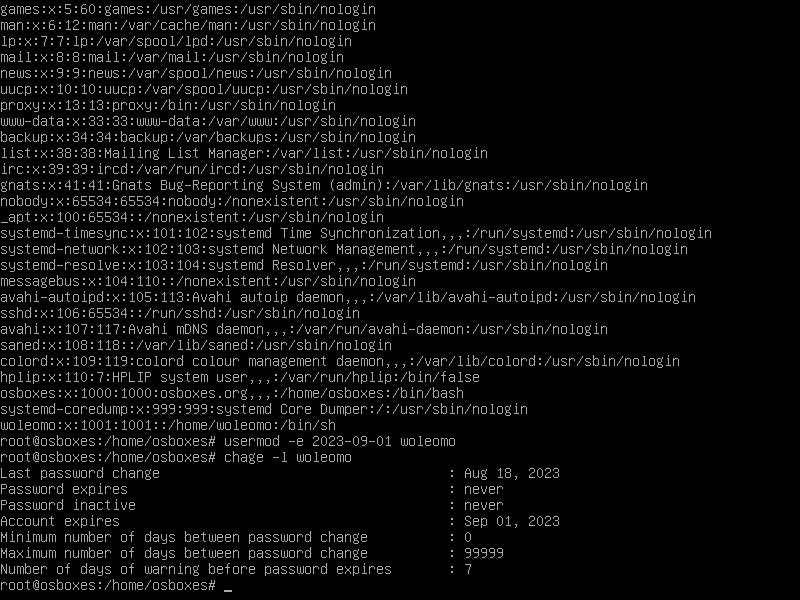 games:x:5:60:games:/usr/games:/usr/sbin/nologin
man:x:6:12:man:/var/cache/man:/usr/sbin/nologin
lp:x:7:7:lp:/var/spool/lpd:/usr/sbin/nologin
mail:x:8:8:mail:/var/mail:/usr/sbin/nologin
news:x:9:9:news:/var/spool/news:/usr/sbin/nologin
uucp:x:10:10:uucp:/var/spool/uucp:/usr/sbin/nologin
proxy:x:13:13:proxy:/bin:/usr/sbin/nologin
www-data:x:33:33:www-data:/var/www:/usr/sbin/nologin
backup:x:34:34:backup:/var/backups:/usr/sbin/nologin
list:x:38:38:Mailing List Manager:/var/list:/usr/sbin/nologin
irc:x:39:39:ircd:/var/run/ircd:/usr/sbin/nologin
gnats:x:41:41:Gnats Bug-Reporting System (admin):/var/lib/gnats:/usr/sbin/nologin
nobody:x:65534:65534:nobody:/nonexistent:/usr/sbin/nologin
_apt:x:100:65534::/nonexistent:/usr/sbin/nologin
systemd-timesync:x:101:102:systemd Time Synchronization,,,:/run/systemd:/usr/sbin/nologin
systemd-network:x:102:103:systemd Network Management,,,:/run/systemd:/usr/sbin/nologin
systemd-resolve:x:103:104:systemd Resolver,,,:/run/systemd:/usr/sbin/nologin
messagebus:x:104:110::/nonexistent:/usr/sbin/nologin
avahi-autoipd:x:105:113:Avahi autoip daemon,,,:/var/lib/avahi-autoipd:/usr/sbin/nologin
sshd:x:106:65534::/run/sshd:/usr/sbin/nologin
avahi:x:107:117:Avahi mDNS daemon,,,:/var/run/avahi-daemon:/usr/sbin/nologin
saned:x:108:118::/var/lib/saned:/usr/sbin/nologin
colord:x:109:119:colord colour management daemon,,,:/var/lib/colord:/usr/sbin/nologin
hplip:x:110:7:HPLIP system user,,,:/var/run/hplip:/bin/false
osboxes:x:1000:1000:osboxes.org,,,:/home/osboxes:/bin/bash
systemd-coredump:x:999:999:systemd Core Dumper:/:/usr/sbin/nologin
woleomo:x:1001:1001::/home/woleomo:/bin/sh
root@osboxes:/home/osboxes# usermod -e 2023-09-01 woleomo
root@osboxes:/home/osboxes# chage -l woleomo
Last password change : Aug 18, 2023
Password expires : never
Password inactive : never
Account expires : Sep 01, 2023
Minimum number of days between password change : 0
Maximum number of days between password change : 99999
Number of days of warning before password expires : 7
root@osboxes:/home/osboxes# _